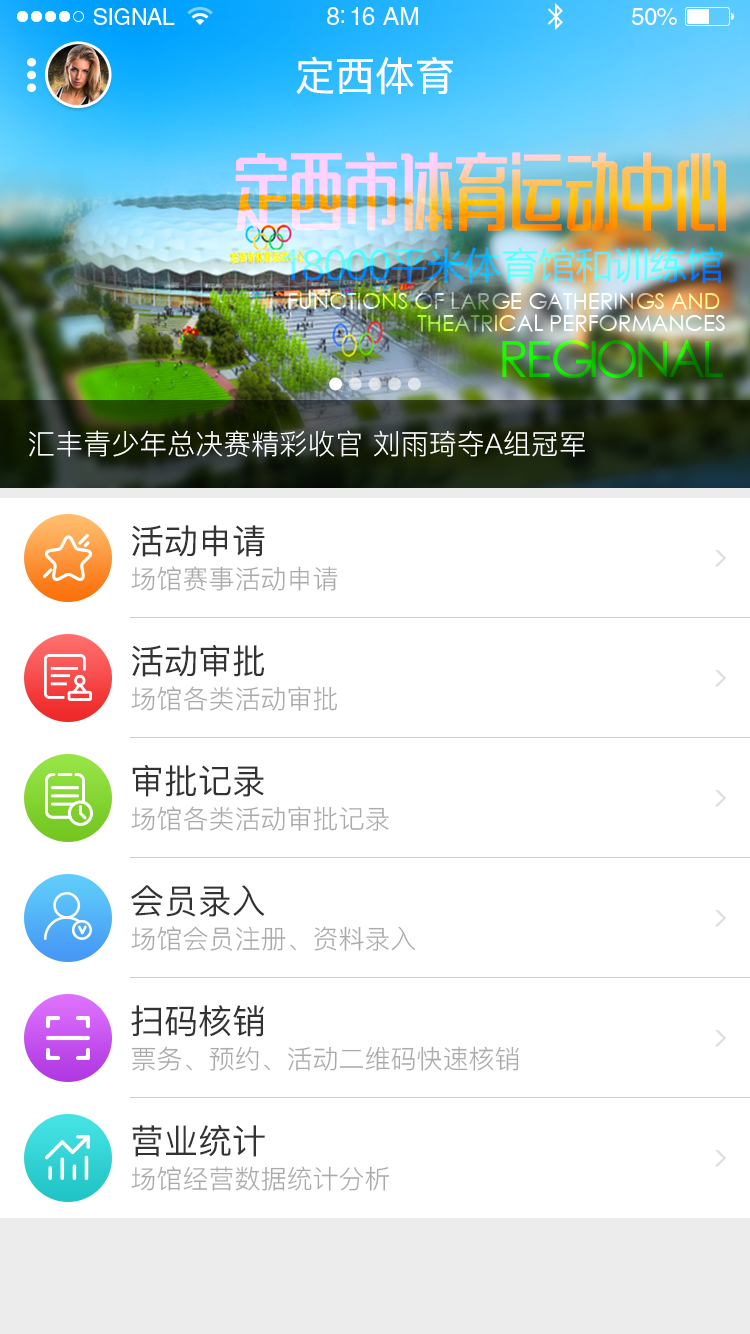 SIGNAL 8:16 AM 50%
定西体育
定西市体育运动中心
18000平米体育馆和训练馆
FUNCTIONS OF LARGE GATHERINGS AND
THEATRICAL PERFORMANCES
REGIONAL
汇丰青少年总决赛精彩收官 刘雨琦夺A组冠军
活动申请
场馆赛事活动申请
活动审批
场馆各类活动审批
审批记录
场馆各类活动审批记录
会员录入
场馆会员注册、资料录入
扫码核销
票务、预约、活动二维码快速核销
营业统计
场馆经营数据统计分析